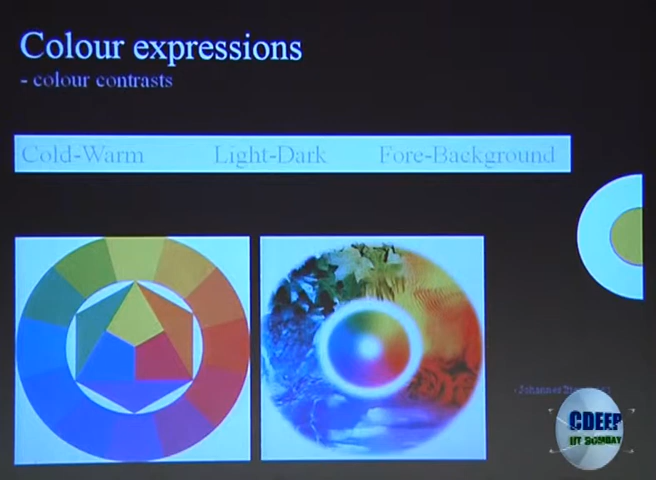 Colour expressions
- colour contrasts
Cold-Warm Light-Dark Fore-Background
- Johannes
CDEEP
IIT BOMBAY